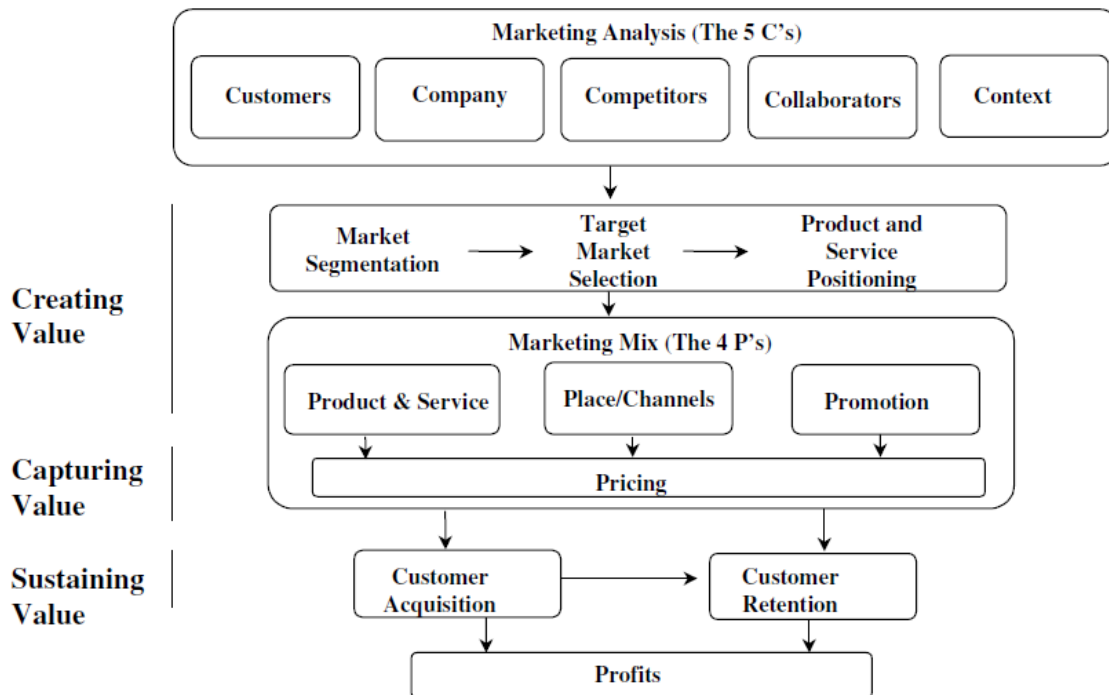 Marketing Analysis (The 5 C's)
Customers
Company
Competitors
Collaborators
Context
Creating
Value
Market
Segmentation
Target
Market
Selection
Product and
Service
Positioning
Marketing Mix (The 4 P's)
Product & Service
Place/Channels
Promotion
Capturing
Value
Pricing
Sustaining
Value
Customer
Acquisition
Customer
Retention
Profits